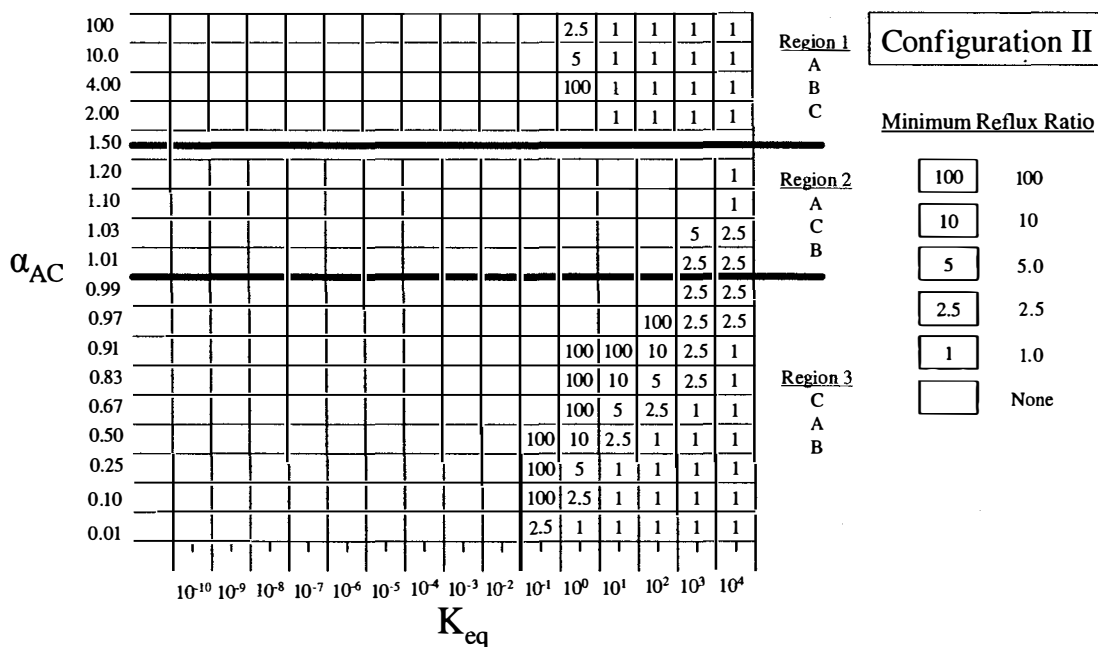 Configuration II
100 2.5 1 1 1 1
10.0 5 1 1 1 1
4.00 100 1 1 1 1
2.00 1 1 1 1
1.50
1.20 1
1.10 1
1.03 5 2.5
1.01 2.5 2.5
0.99 2.5 2.5
0.97 100 2.5 2.5
0.91 100 100 10 2.5 1
0.83 100 10 5 2.5 1
0.67 100 5 2.5 1 1
0.50 100 10 2.5 1 1 1
0.25 100 5 1 1 1 1
0.10 100 2.5 1 1 1 1
0.01 2.5 1 1 1 1 1
α_AC
10⁻¹⁰ 10⁻⁹ 10⁻⁸ 10⁻⁷ 10⁻⁶ 10⁻⁵ 10⁻⁴ 10⁻³ 10⁻² 10⁻¹ 10⁰ 10¹ 10² 10³ 10⁴
K_eq
Region 1
A
B
C
Region 2
A
C
B
Region 3
C
A
B
Minimum Reflux Ratio
100 100
10 10
5 5.0
2.5 2.5
1 1.0
None